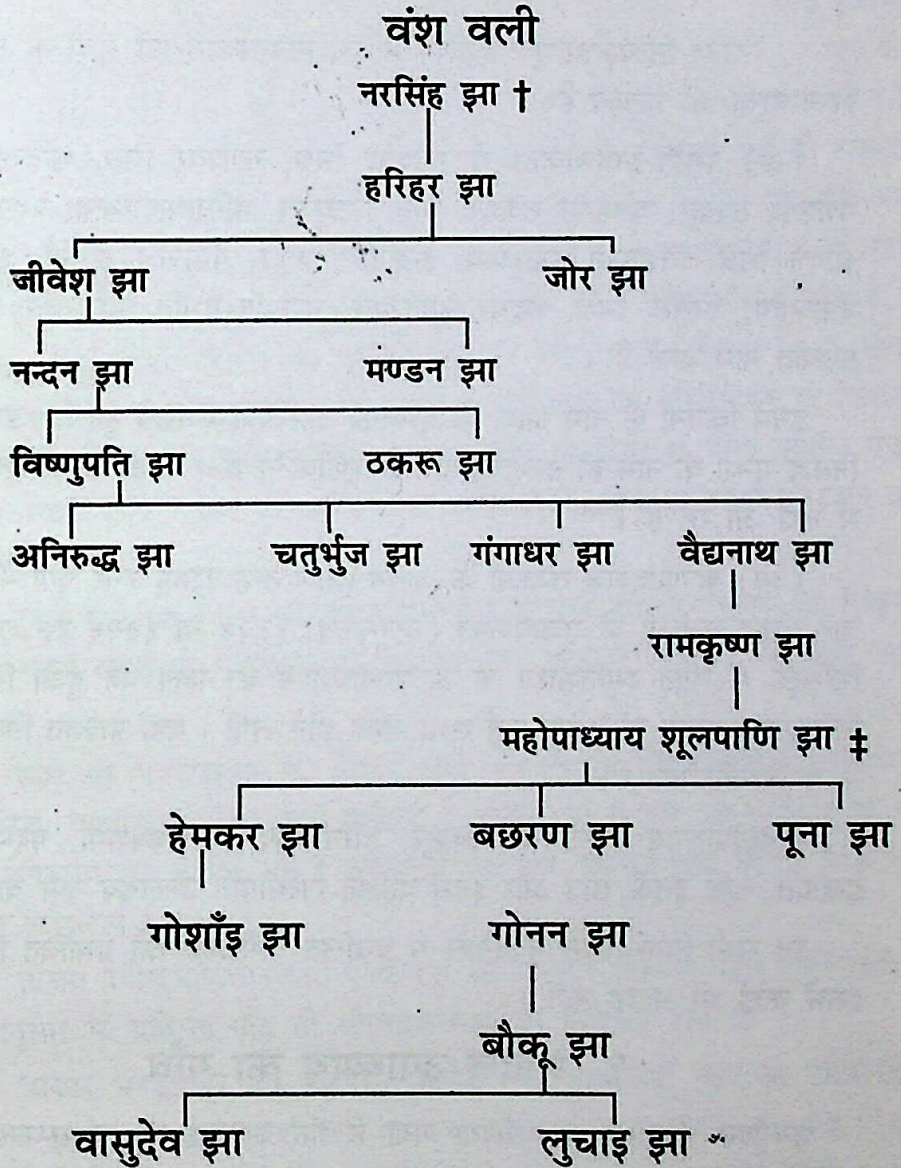 वंश वली
नरसिंह झा †
हरिहर झा
जीवेश झा जोर झा
नन्दन झा मण्डन झा
विष्णुपति झा ठकरू झा
अनिरुद्ध झा चतुर्भुज झा गंगाधर झा वैद्यनाथ झा
रामकृष्ण झा
महोपाध्याय शूलपाणि झा ‡
हेमकर झा बछरण झा पूना झा
गोशाँइ झा गोनन झा
बौकू झा
वासुदेव झा लुचाइ झा